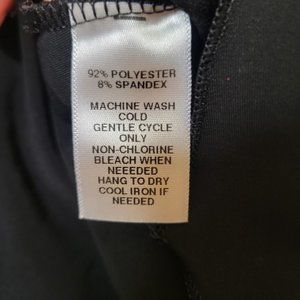 92% POLYESTER
8% SPANDEX
MACHINE WASH
COLD
GENTLE CYCLE
ONLY
NON-CHLORINE
BLEACH WHEN
NEEEDED
HANG TO DRY
COOL IRON IF
NEEDED